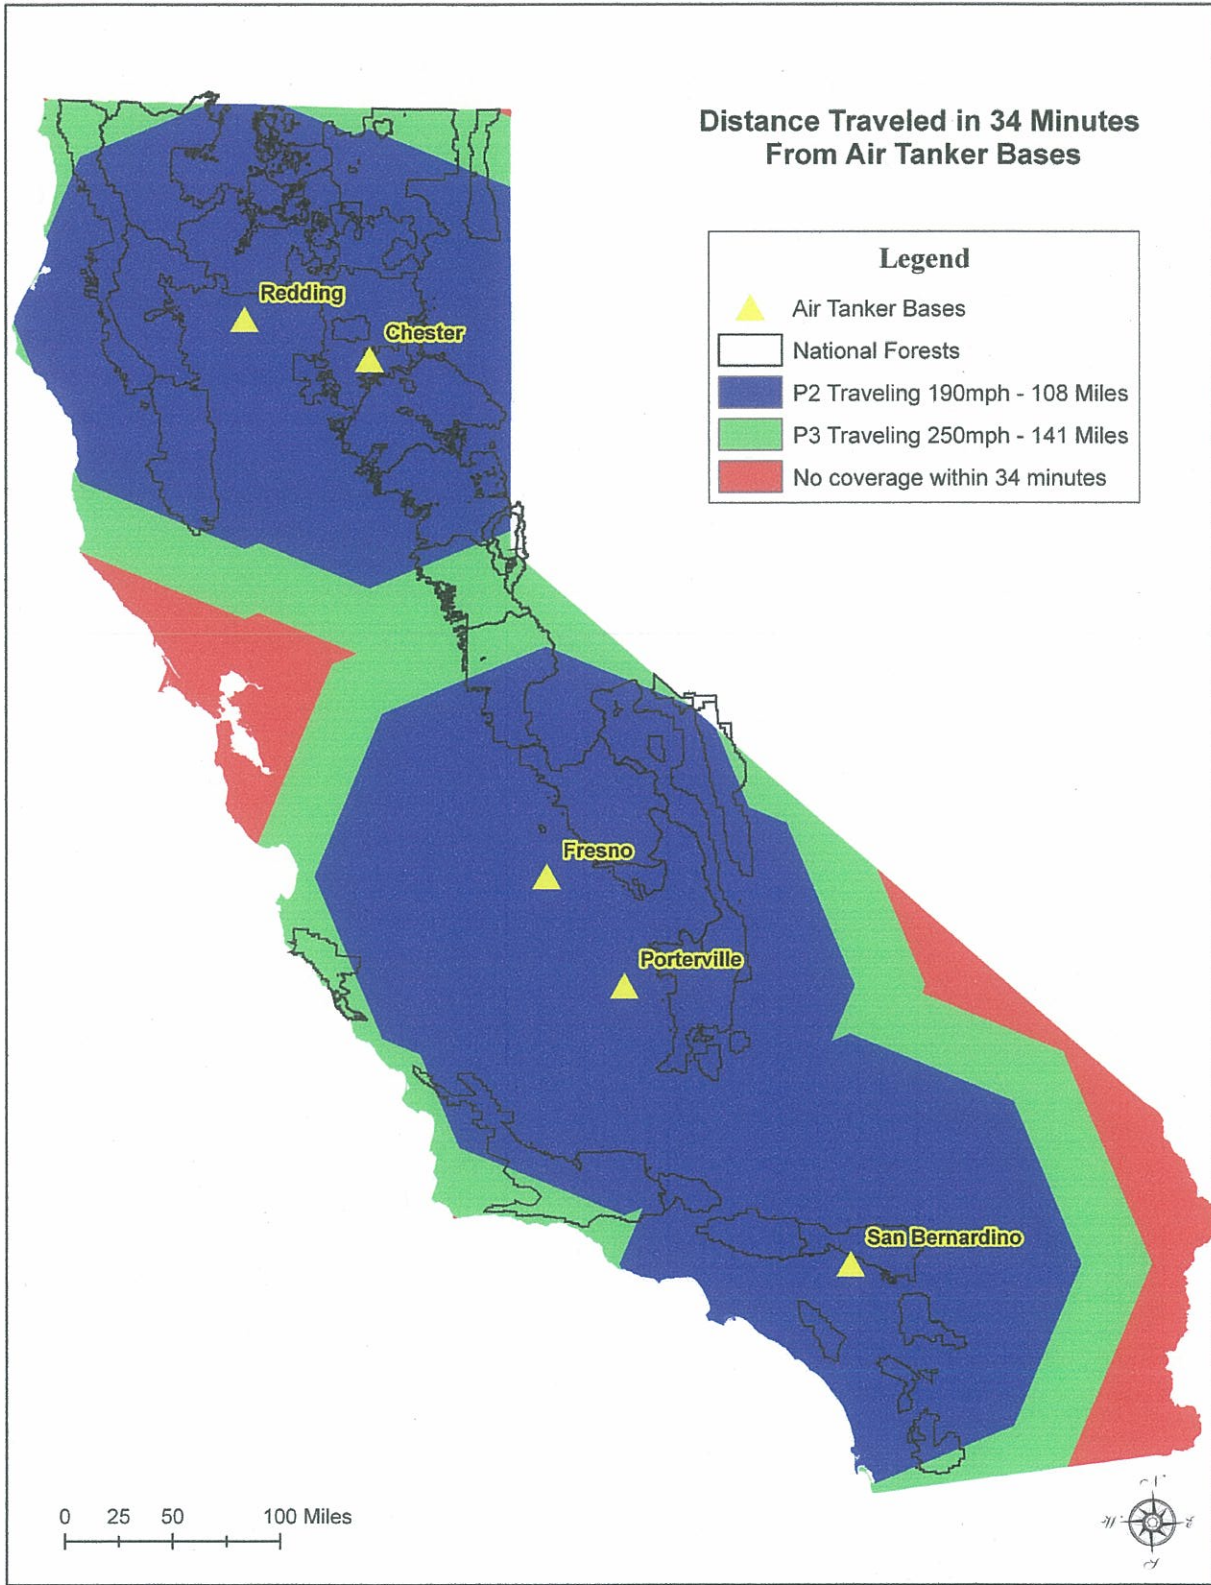 Distance Traveled in 34 Minutes
From Air Tanker Bases
Legend
Air Tanker Bases
National Forests
P2 Traveling 190mph - 108 Miles
P3 Traveling 250mph - 141 Miles
No coverage within 34 minutes
Redding
Chester
Fresno
Porterville
San Bernardino
0 25 50 100 Miles